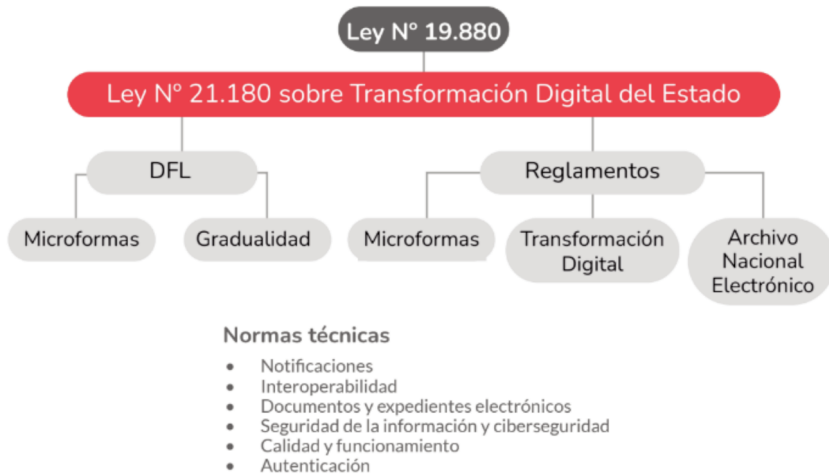 Ley N° 19.880
Ley N° 21.180 sobre Transformación Digital del Estado
DFL
Reglamentos
Microformas
Gradualidad
Microformas
Transformación
Digital
Archivo
Nacional
Electrónico
Normas técnicas
• Notificaciones
• Interoperabilidad
• Documentos y expedientes electrónicos
• Seguridad de la información y ciberseguridad
• Calidad y funcionamiento
• Autenticación